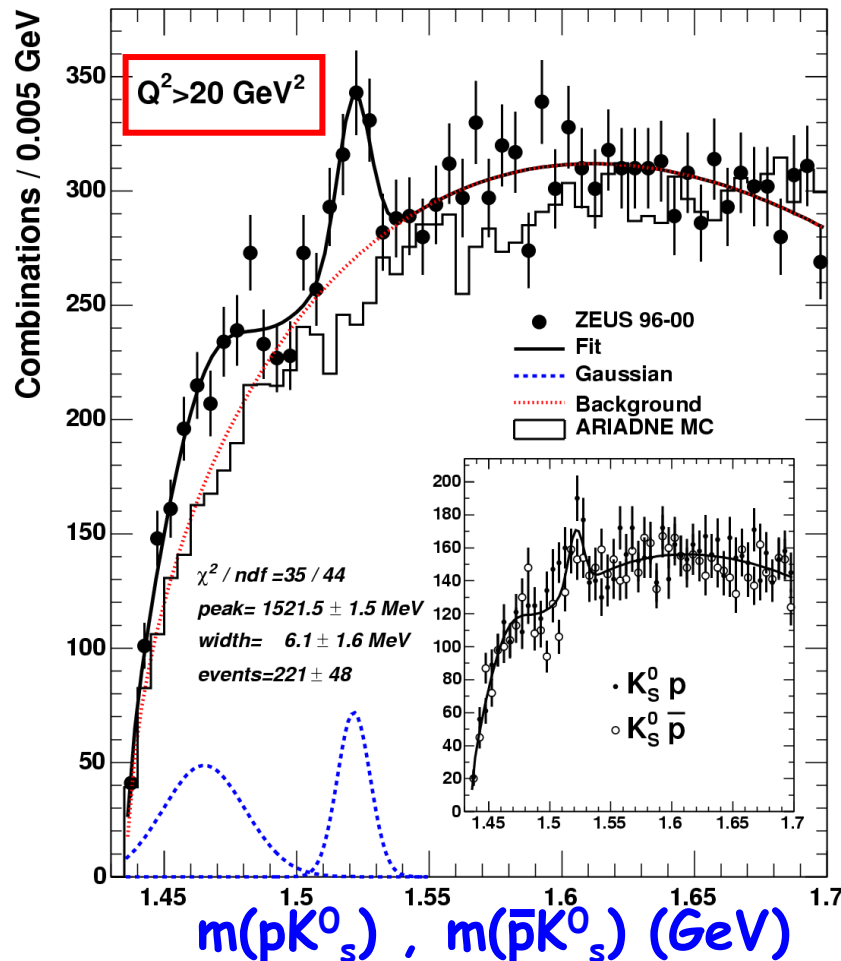 Combinations / 0.005 GeV
350
300
250
200
150
100
50
0
Q²>20 GeV²
ZEUS 96-00
Fit
Gaussian
Background
ARIADNE MC
χ² / ndf =35 / 44
peak= 1521.5 ± 1.5 MeV
width= 6.1 ± 1.6 MeV
events=221 ± 48
200
180
160
140
120
100
80
60
40
20
0
K⁰S p
K⁰S p̅
1.45 1.5 1.55 1.6 1.65 1.7
1.45 1.5 1.55 1.6 1.65 1.7
m(pK⁰s) , m(p̅K⁰s) (GeV)